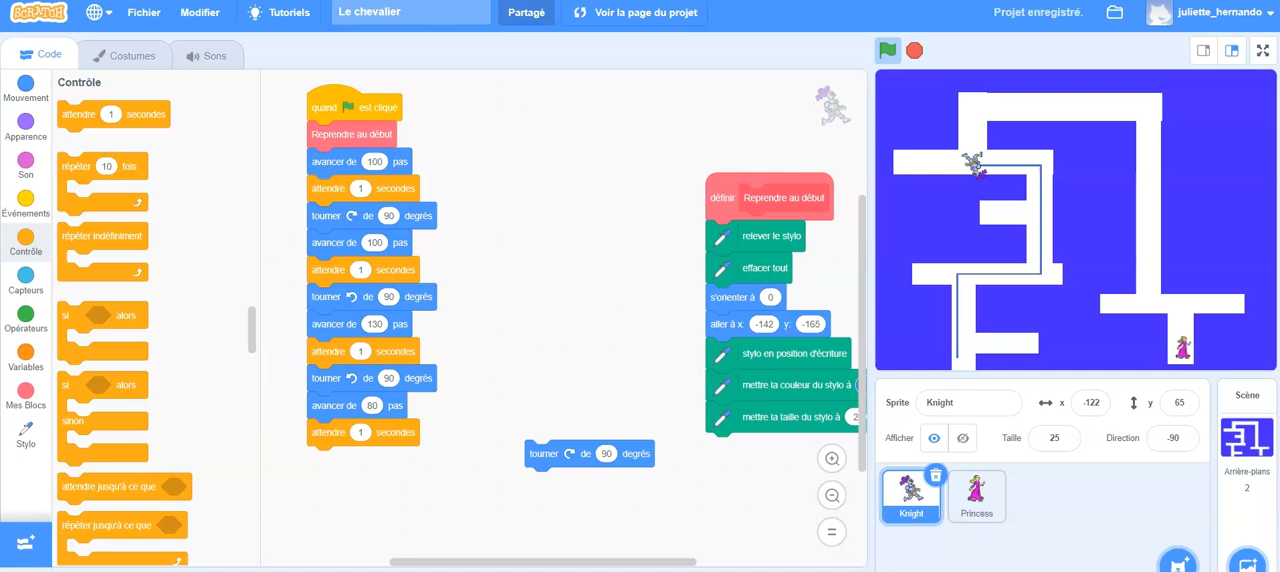 SCRATCH
Fichier
Modifier
Tutoriels
Le chevalier
Partagé
Voir la page du projet
Projet enregistré.
juliette_hernando
Code
Costumes
Sons
Mouvement
Apparence
Son
Événements
Contrôle
Capteurs
Opérateurs
Variables
Mes Blocs
Stylo
Contrôle
attendre 1 secondes
répéter 10 fois
répéter indéfiniment
si alors
si alors
sinon
attendre jusqu'à ce que
répéter jusqu'à ce que
quand est cliqué
Reprendre au début
avancer de 100 pas
attendre 1 secondes
tourner de 90 degrés
avancer de 100 pas
attendre 1 secondes
tourner de 90 degrés
avancer de 130 pas
attendre 1 secondes
tourner de 90 degrés
avancer de 80 pas
attendre 1 secondes
tourner de 90 degrés
définir Reprendre au début
relever le stylo
effacer tout
s'orienter à 0
aller à x: -142 y: -165
stylo en position d'écriture
mettre la couleur du stylo à
mettre la taille du stylo à 2
Sprite Knight x -122 y 65
Afficher Taille 25 Direction -90
Knight
Princess
Scène
Arrière-plans
2